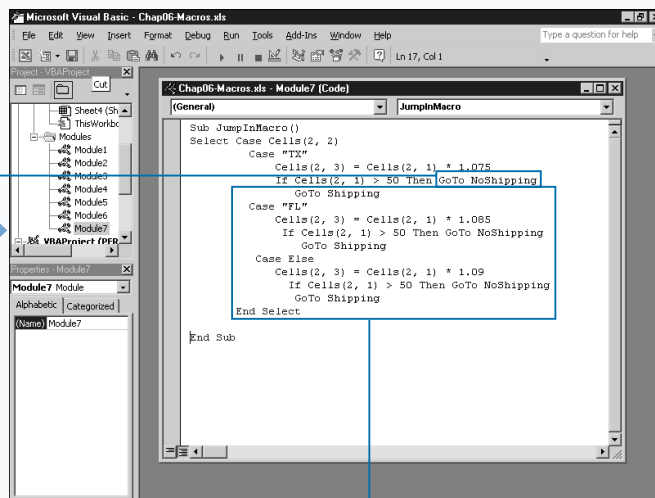 Microsoft Visual Basic - Chap06-Macros.xls
File Edit View Insert Format Debug Run Tools Add-Ins Window Help
Type a question for help
Ln 17, Col 1
Project - VBAProject
Cut
Sheet4 (Sh
ThisWorkbo
Modules
Module1
Module2
Module3
Module4
Module5
Module6
Module7
VBAProject (PER
Properties - Module7
Module7 Module
Alphabetic Categorized
(Name) Module7
Chap06-Macros.xls - Module7 (Code)
(General) JumpInMacro
Sub JumpInMacro()
Select Case Cells(2, 2)
Case "TX"
Cells(2, 3) = Cells(2, 1) * 1.075
If Cells(2, 1) > 50 Then GoTo NoShipping
GoTo Shipping
Case "FL"
Cells(2, 3) = Cells(2, 1) * 1.085
If Cells(2, 1) > 50 Then GoTo NoShipping
GoTo Shipping
Case Else
Cells(2, 3) = Cells(2, 1) * 1.09
If Cells(2, 1) > 50 Then GoTo NoShipping
GoTo Shipping
End Select
End Sub